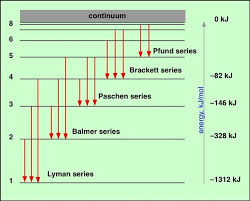 continuum
8 0 kJ
6
5
Pfund series
4 –82 kJ
Brackett series
3 –146 kJ
Paschen series
2 –328 kJ
Balmer series
energy, kJ/mol
Lyman series
1 –1312 kJ